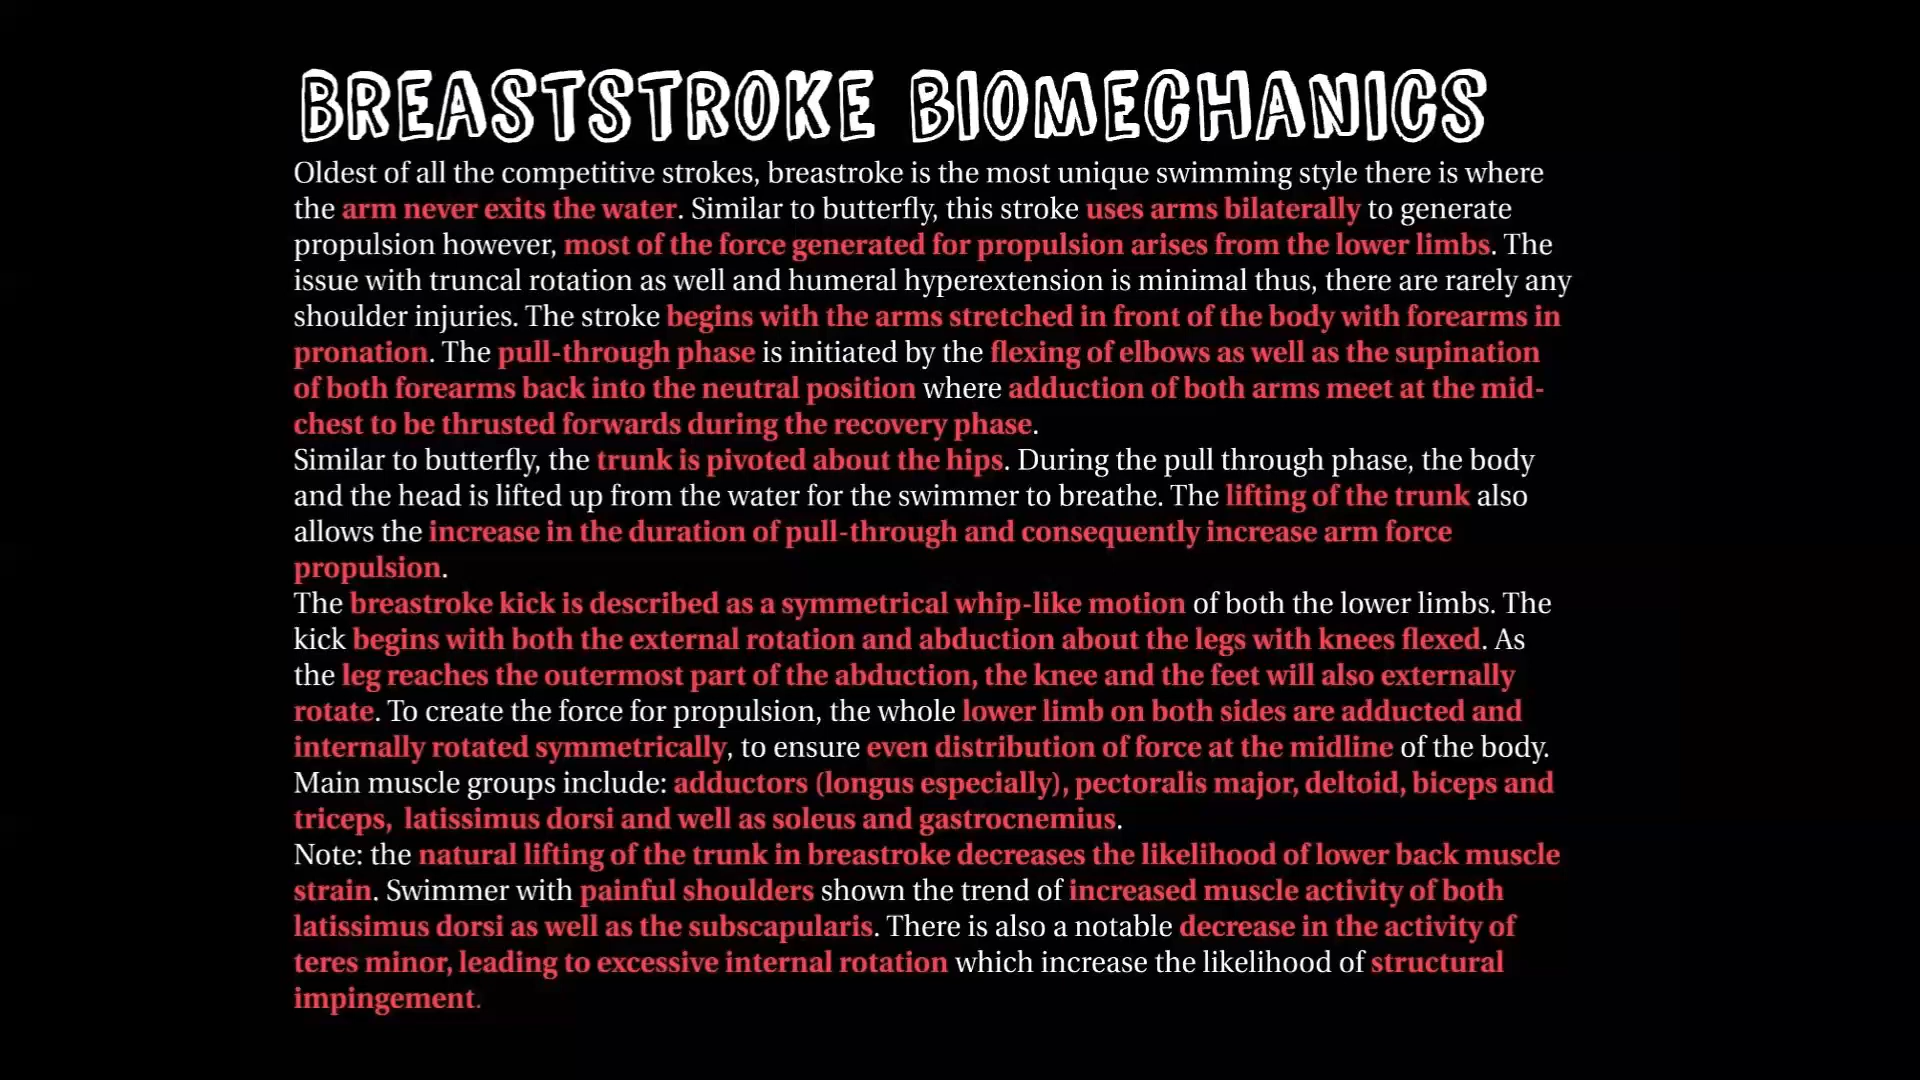 BREASTSTROKE BIOMECHANICS
Oldest of all the competitive strokes, breastroke is the most unique swimming style there is where
the arm never exits the water. Similar to butterfly, this stroke uses arms bilaterally to generate
propulsion however, most of the force generated for propulsion arises from the lower limbs. The
issue with truncal rotation as well and humeral hyperextension is minimal thus, there are rarely any
shoulder injuries. The stroke begins with the arms stretched in front of the body with forearms in
pronation. The pull-through phase is initiated by the flexing of elbows as well as the supination
of both forearms back into the neutral position where adduction of both arms meet at the mid-
chest to be thrusted forwards during the recovery phase.
Similar to butterfly, the trunk is pivoted about the hips. During the pull through phase, the body
and the head is lifted up from the water for the swimmer to breathe. The lifting of the trunk also
allows the increase in the duration of pull-through and consequently increase arm force
propulsion.
The breastroke kick is described as a symmetrical whip-like motion of both the lower limbs. The
kick begins with both the external rotation and abduction about the legs with knees flexed. As
the leg reaches the outermost part of the abduction, the knee and the feet will also externally
rotate. To create the force for propulsion, the whole lower limb on both sides are adducted and
internally rotated symmetrically, to ensure even distribution of force at the midline of the body.
Main muscle groups include: adductors (longus especially), pectoralis major, deltoid, biceps and
triceps, latissimus dorsi and well as soleus and gastrocnemius.
Note: the natural lifting of the trunk in breastroke decreases the likelihood of lower back muscle
strain. Swimmer with painful shoulders shown the trend of increased muscle activity of both
latissimus dorsi as well as the subscapularis. There is also a notable decrease in the activity of
teres minor, leading to excessive internal rotation which increase the likelihood of structural
impingement.